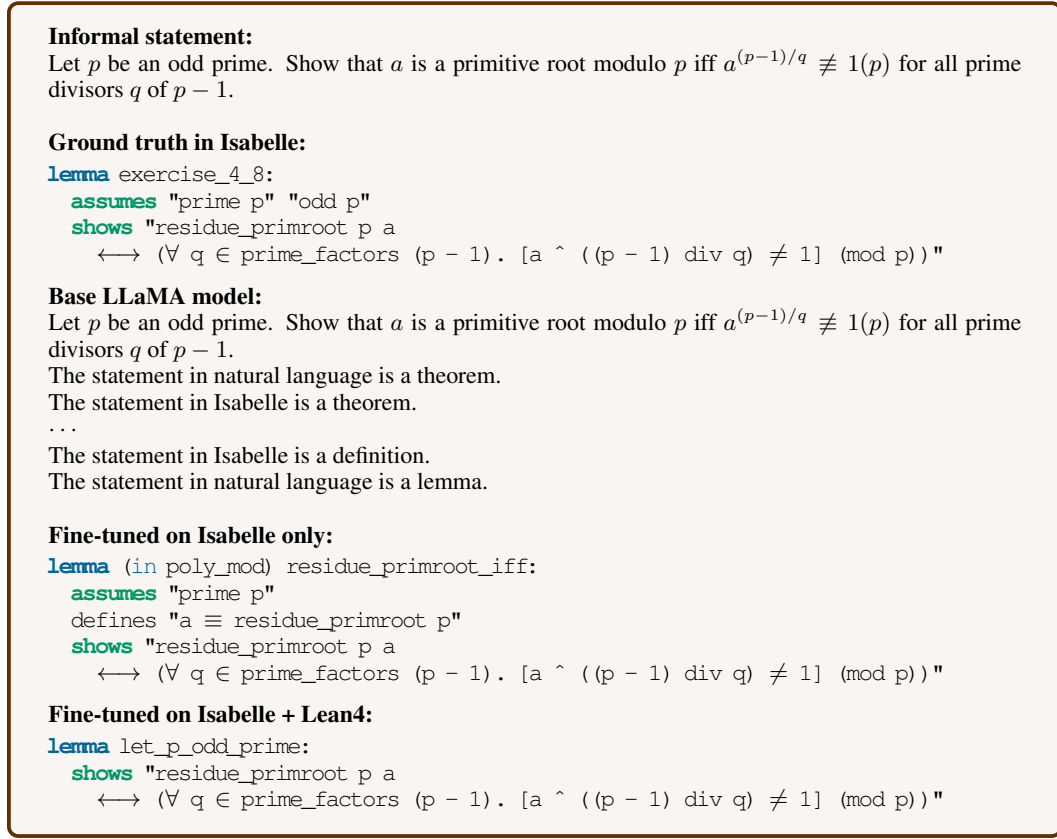 Informal statement:
Let p be an odd prime. Show that a is a primitive root modulo p iff a^{(p−1)/q} ≢ 1(p) for all prime
divisors q of p − 1.
Ground truth in Isabelle:
lemma exercise_4_8:
assumes "prime p" "odd p"
shows "residue_primroot p a
⟷ (∀ q ∈ prime_factors (p - 1). [a ^ ((p - 1) div q) ≠ 1] (mod p))"
Base LLaMA model:
Let p be an odd prime. Show that a is a primitive root modulo p iff a^{(p−1)/q} ≢ 1(p) for all prime
divisors q of p − 1.
The statement in natural language is a theorem.
The statement in Isabelle is a theorem.
· · ·
The statement in Isabelle is a definition.
The statement in natural language is a lemma.
Fine-tuned on Isabelle only:
lemma (in poly_mod) residue_primroot_iff:
assumes "prime p"
defines "a ≡ residue_primroot p"
shows "residue_primroot p a
⟷ (∀ q ∈ prime_factors (p - 1). [a ^ ((p - 1) div q) ≠ 1] (mod p))"
Fine-tuned on Isabelle + Lean4:
lemma let_p_odd_prime:
shows "residue_primroot p a
⟷ (∀ q ∈ prime_factors (p - 1). [a ^ ((p - 1) div q) ≠ 1] (mod p))"